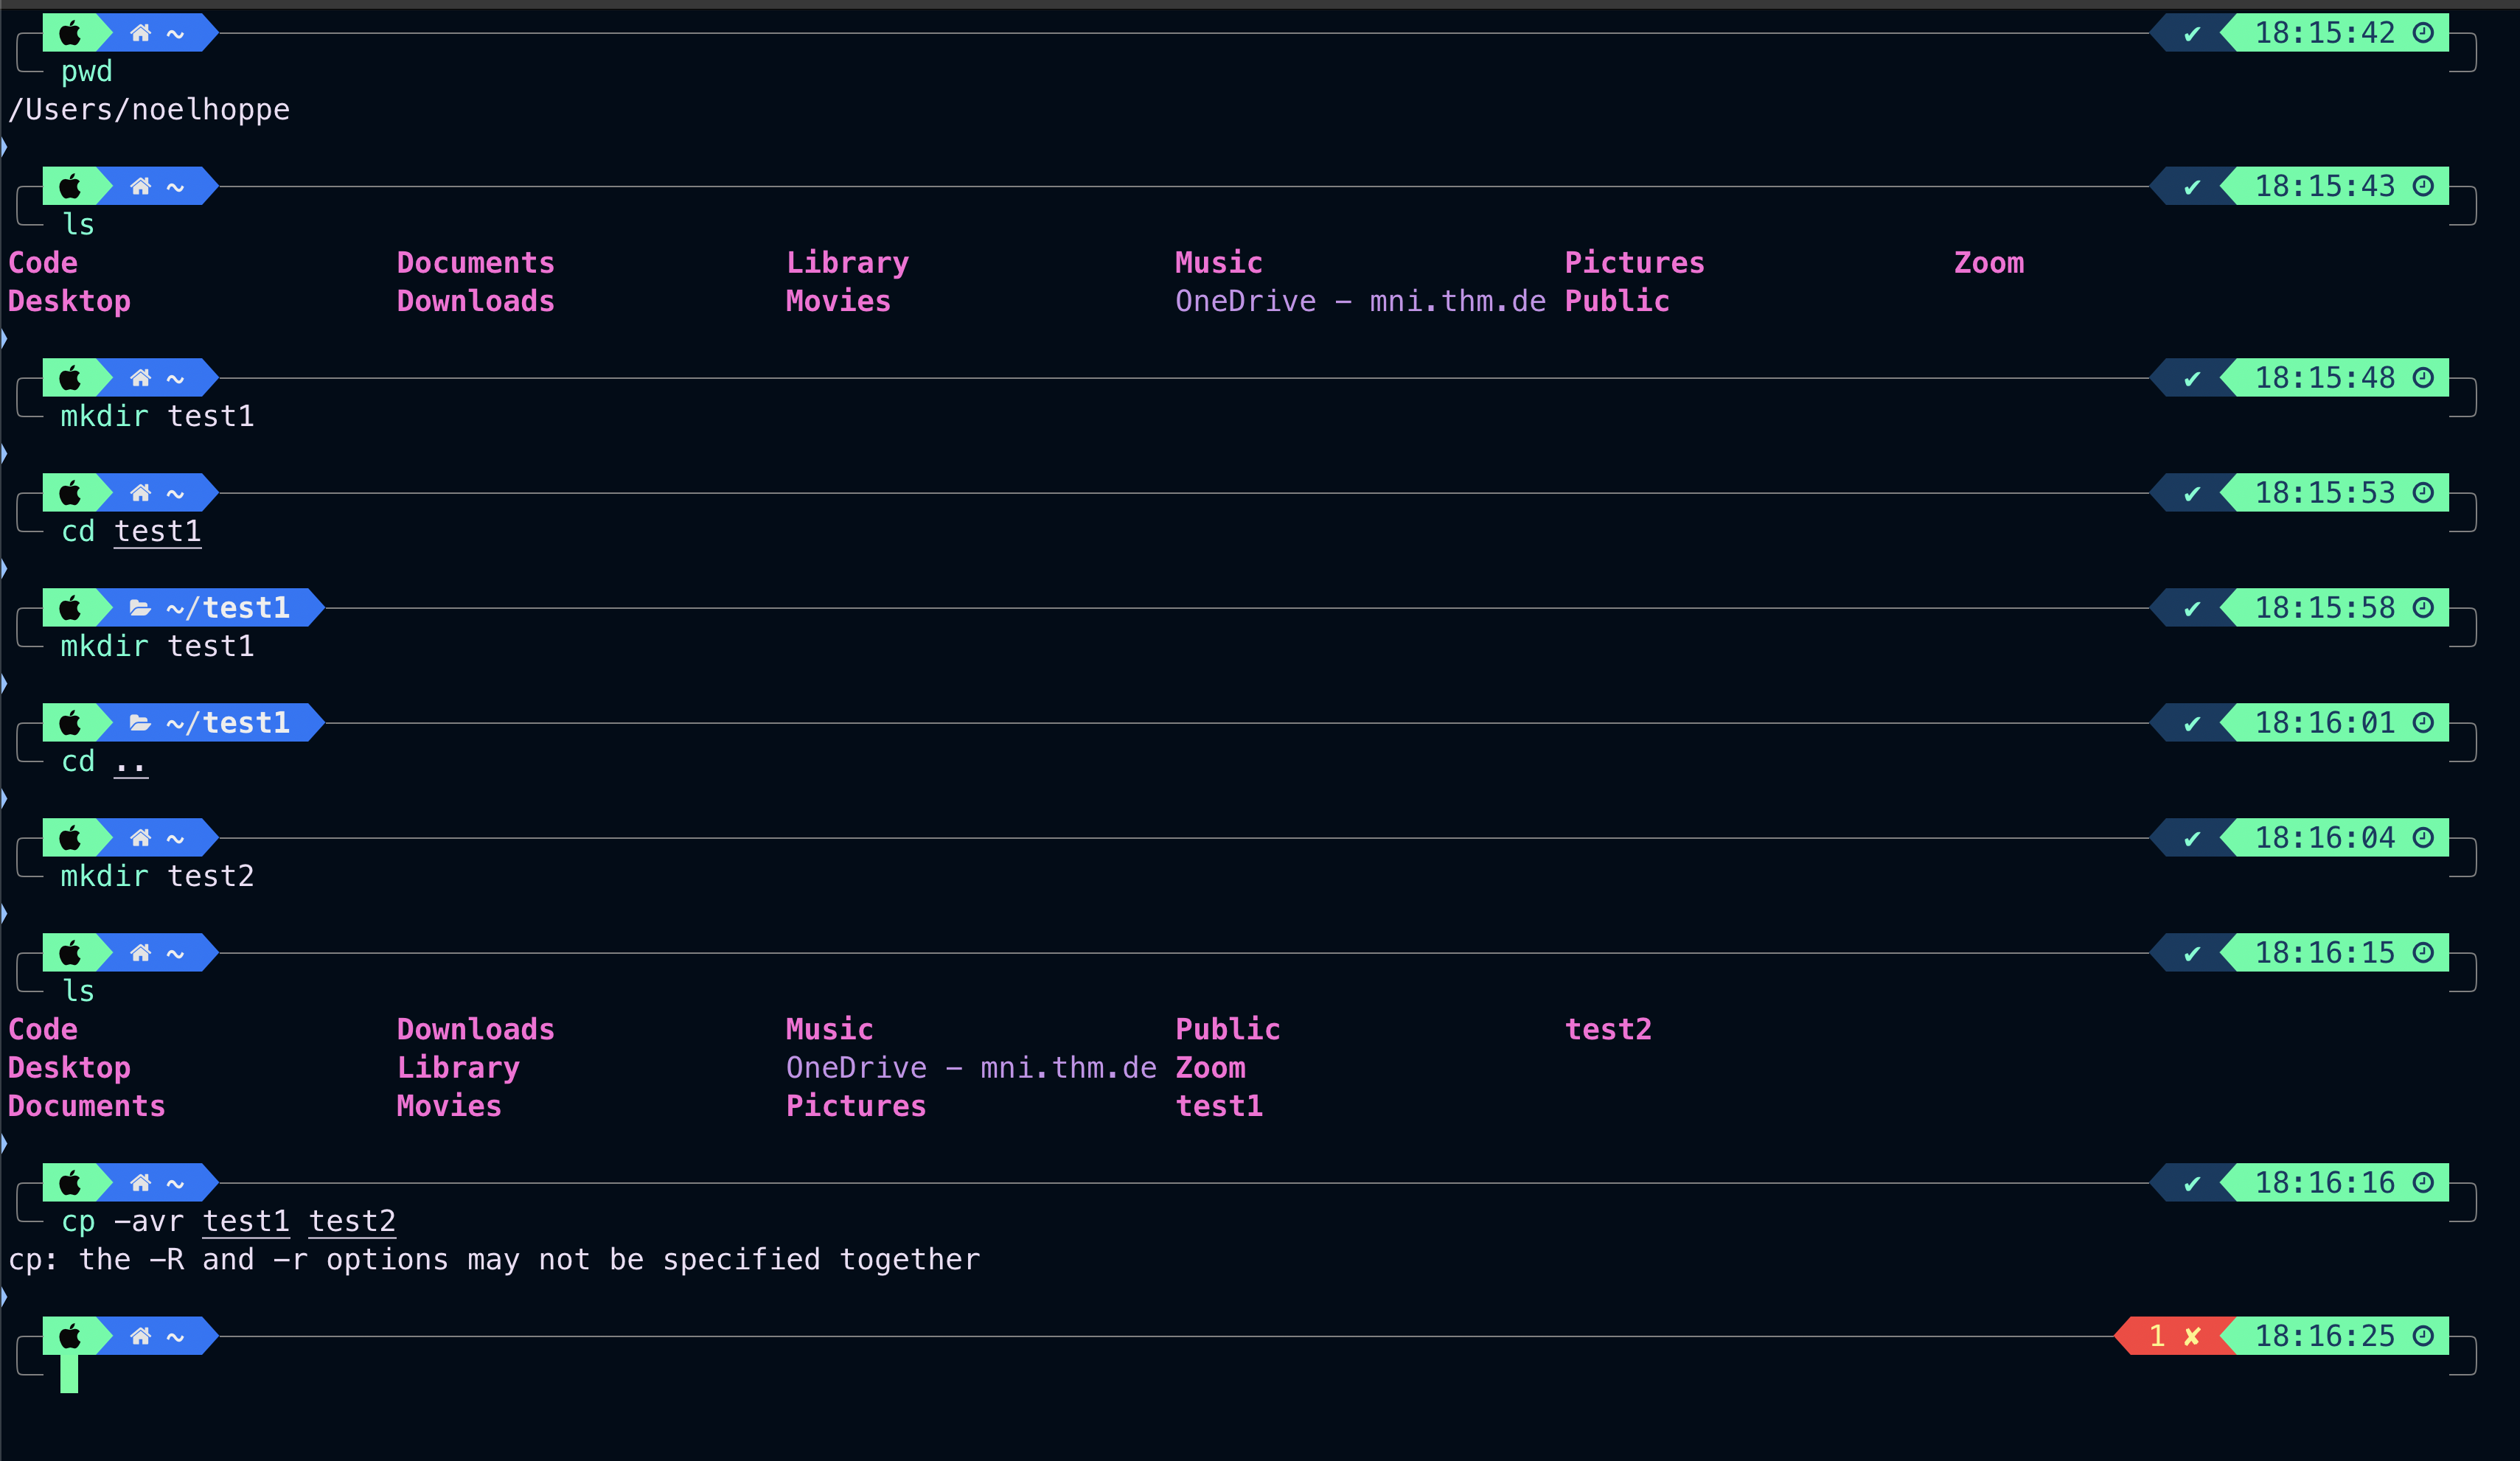 ~ ✔ 18:15:42
pwd
/Users/noelhoppe
~ ✔ 18:15:43
ls
Code Documents Library Music Pictures Zoom
Desktop Downloads Movies OneDrive - mni.thm.de Public
~ ✔ 18:15:48
mkdir test1
~ ✔ 18:15:53
cd test1
~/test1 ✔ 18:15:58
mkdir test1
~/test1 ✔ 18:16:01
cd ..
~ ✔ 18:16:04
mkdir test2
~ ✔ 18:16:15
ls
Code Downloads Music Public test2
Desktop Library OneDrive - mni.thm.de Zoom
Documents Movies Pictures test1
~ ✔ 18:16:16
cp -avr test1 test2
cp: the -R and -r options may not be specified together
~ 1 ✘ 18:16:25